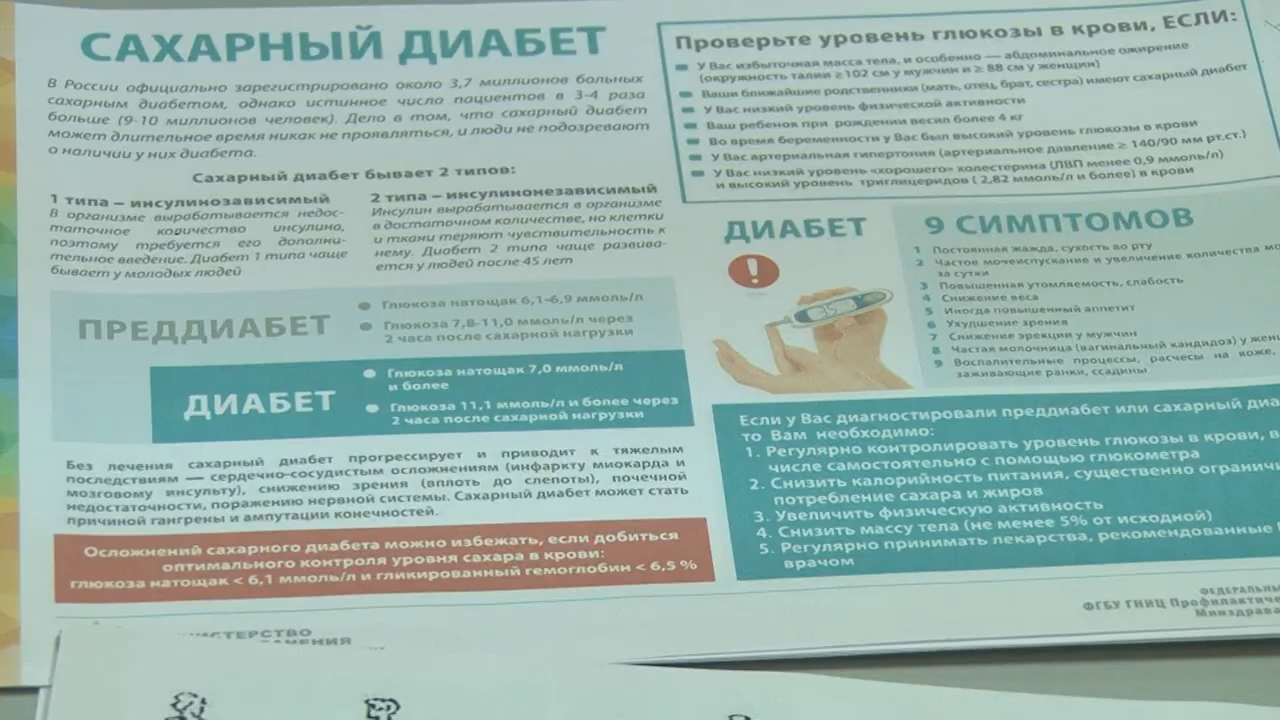 САХАРНЫЙ ДИАБЕТ
В России официально зарегистрировано около 3,7 миллионов больных
сахарным диабетом, однако истинное число пациентов в 3-4 раза
больше (9-10 миллионов человек). Дело в том, что сахарный диабет
может длительное время никак не проявляться, и люди не подозревают
о наличии у них диабета.
Сахарный диабет бывает 2 типов:
1 типа – инсулинозависимый
В организме вырабатывается недос-
таточное количество инсулина,
поэтому требуется его дополни-
тельное введение. Диабет 1 типа чаще
бывает у молодых людей
2 типа – инсулинонезависимый
Инсулин вырабатывается в организме
в достаточном количестве, но клетки
и ткани теряют чувствительность к
нему. Диабет 2 типа чаще развива-
ется у людей после 45 лет
ПРЕДДИАБЕТ
Глюкоза натощак 6,1-6,9 ммоль/л
Глюкоза 7,8-11,0 ммоль/л через
2 часа после сахарной нагрузки
ДИАБЕТ
Глюкоза натощак 7,0 ммоль/л
и более
Глюкоза 11,1 ммоль/л и более через
2 часа после сахарной нагрузки
Без лечения сахарный диабет прогрессирует и приводит к тяжелым
последствиям — сердечно-сосудистым осложнениям (инфаркту миокарда и
мозговому инсульту), снижению зрения (вплоть до слепоты), почечной
недостаточности, поражению нервной системы. Сахарный диабет может стать
причиной гангрены и ампутации конечностей.
Осложнений сахарного диабета можно избежать, если добиться
оптимального контроля уровня сахара в крови:
глюкоза натощак < 6,1 ммоль/л и гликированный гемоглобин < 6,5 %
Проверьте уровень глюкозы в крови, ЕСЛИ:
У Вас избыточная масса тела, и особенно — абдоминальное ожирение
(окружность талии ≥ 102 см у мужчин и ≥ 88 см у женщин)
Ваши ближайшие родственники (мать, отец, брат, сестра) имеют сахарный диабет
У Вас низкий уровень физической активности
Ваш ребенок при рождении весил более 4 кг
Во время беременности у Вас был высокий уровень глюкозы в крови
У Вас артериальная гипертония (артериальное давление ≥ 140/90 мм рт.ст.)
У Вас низкий уровень «хорошего» холестерина (ЛВП менее 0,9 ммоль/л)
и высокий уровень триглицеридов ( 2,82 ммоль/л и более) в крови
ДИАБЕТ 9 СИМПТОМОВ
1 Постоянная жажда, сухость во рту
2 Частое мочеиспускание и увеличение количества мо
за сутки
3 Повышенная утомляемость, слабость
4 Снижение веса
5 Иногда повышенный аппетит
6 Ухудшение зрения
7 Снижение эрекции у мужчин
8 Частая молочница (вагинальный кандидоз) у жен
9 Воспалительные процессы, расчесы на коже,
заживающие ранки, ссадины
Если у Вас диагностировали преддиабет или сахарный диа
то Вам необходимо:
1. Регулярно контролировать уровень глюкозы в крови, в
числе самостоятельно с помощью глюкометра
2. Снизить калорийность питания, существенно огранич
потребление сахара и жиров
3. Увеличить физическую активность
4. Снизить массу тела (не менее 5% от исходной)
5. Регулярно принимать лекарства, рекомендованные
врачом
ФЕДЕРАЛЬНЫ
ФГБУ ГНИЦ Профилактиче
Минздрава